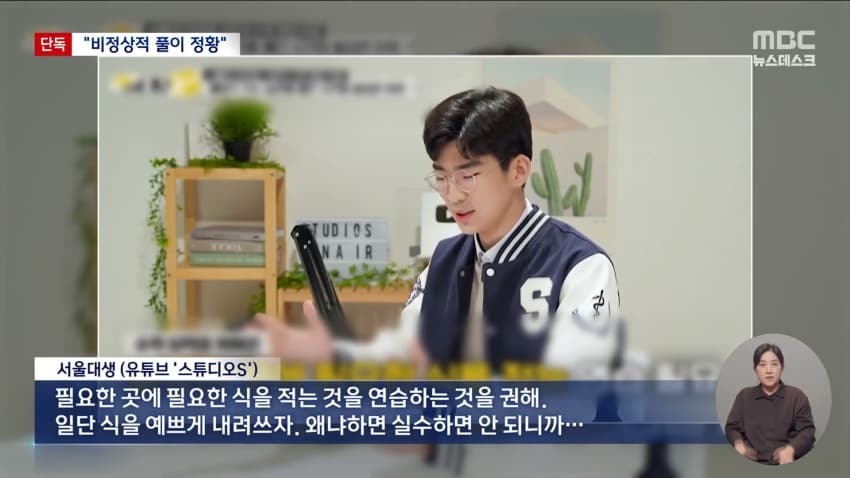 단독 "비정상적 풀이 정황"
MBC
뉴스데스크
STUDIOS
ON AIR
S
서울대생 (유튜브 '스튜디오S')
필요한 곳에 필요한 식을 적는 것을 연습하는 것을 권해.
일단 식을 예쁘게 내려쓰자. 왜냐하면 실수하면 안 되니까…